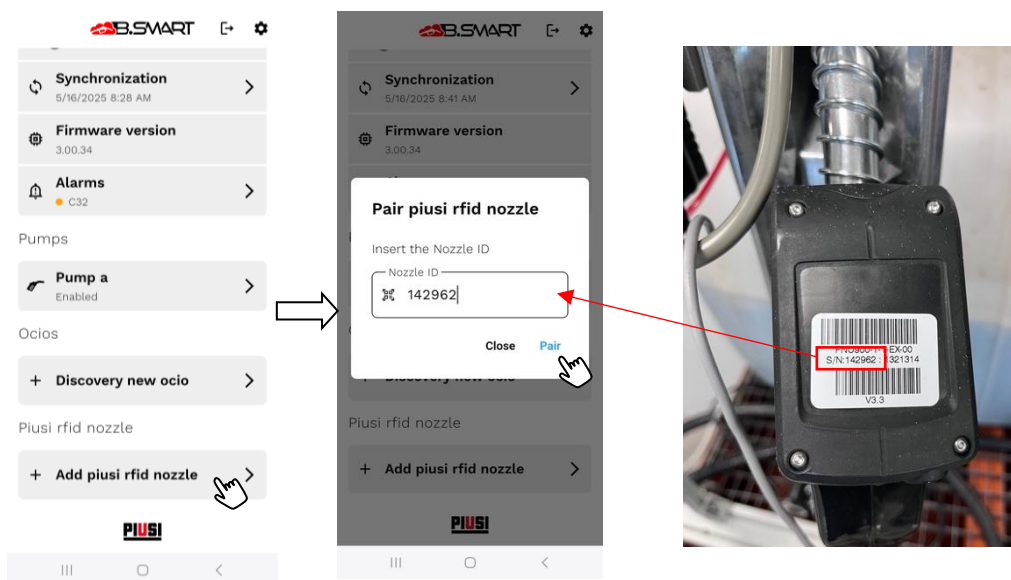 B.SMART
Synchronization
5/16/2025 8:28 AM
Firmware version
3.00.34
Alarms
C32
Pumps
Pump a
Enabled
Ocios
+ Discovery new ocio
Piusi rfid nozzle
+ Add piusi rfid nozzle
PIUSI
B.SMART
Synchronization
5/16/2025 8:41 AM
Firmware version
3.00.34
Pair piusi rfid nozzle
Insert the Nozzle ID
Nozzle ID
142962
Close Pair
Piusi rfid nozzle
+ Add piusi rfid nozzle
PIUSI
S/N:142962 : 1321314
V3.3